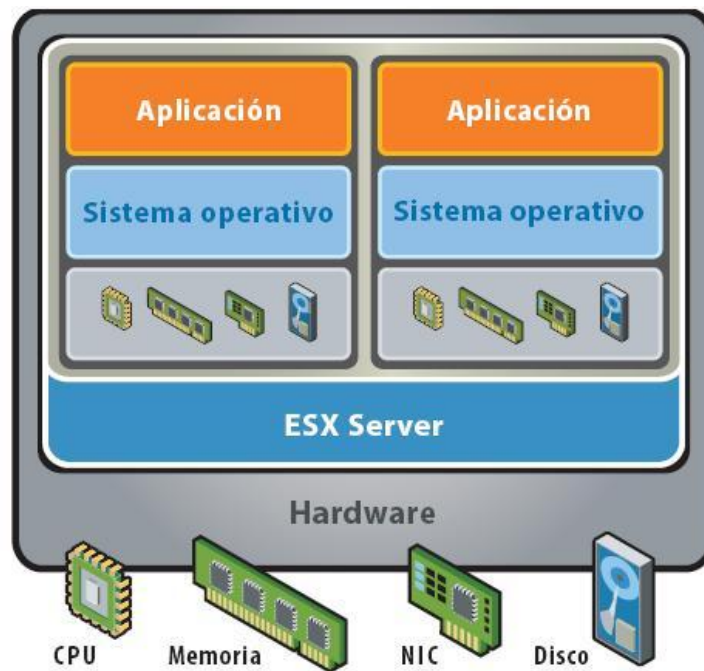 Aplicación
Aplicación
Sistema operativo
Sistema operativo
ESX Server
Hardware
CPU
Memoria
NIC
Disco